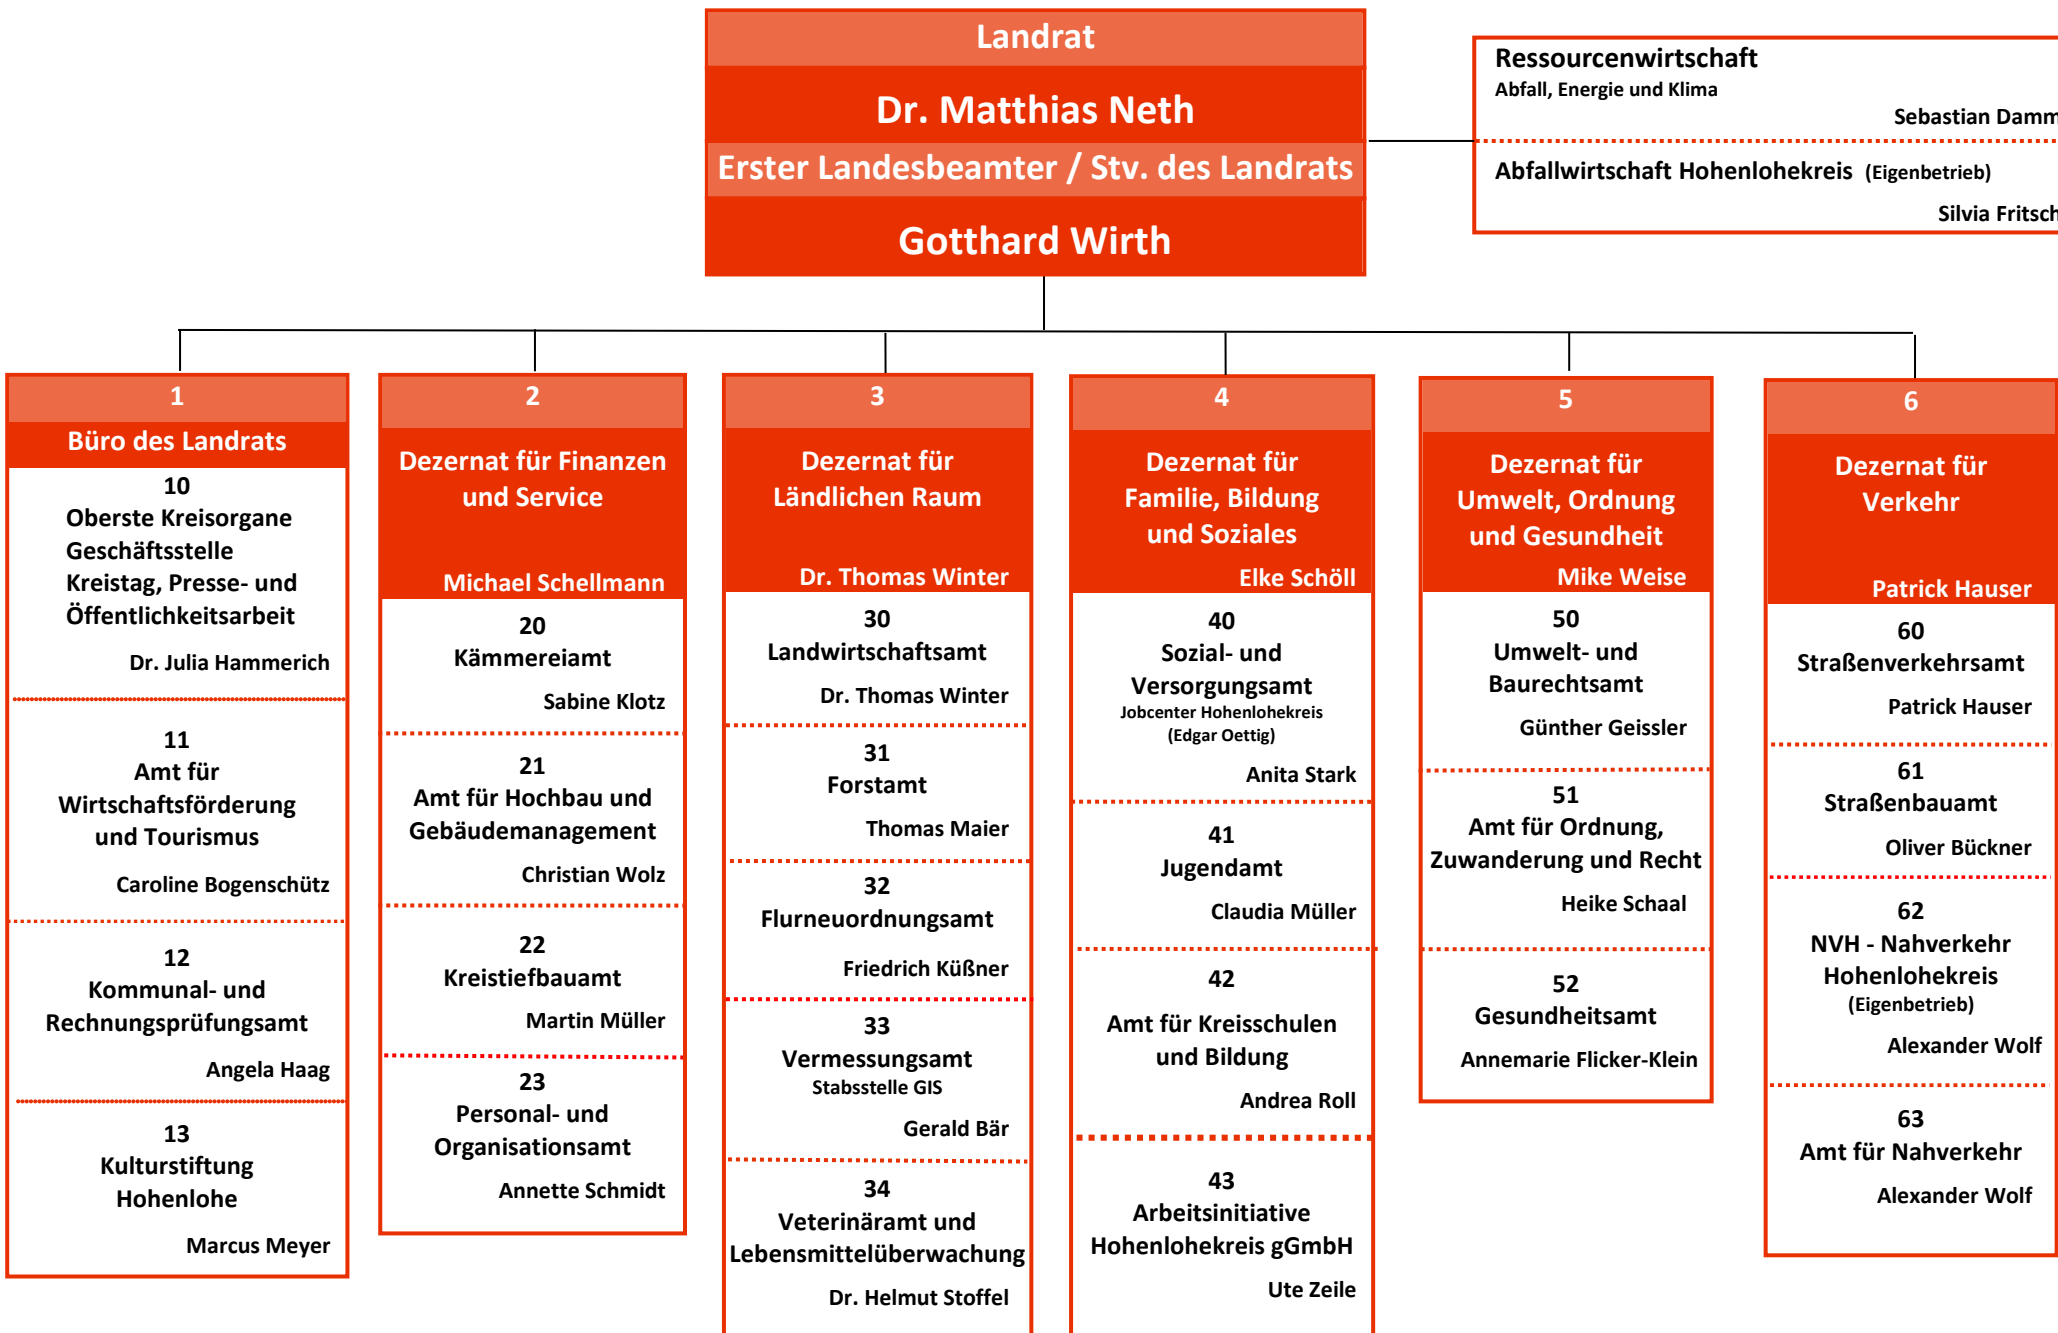 Landrat
Dr. Matthias Neth
Erster Landesbeamter / Stv. des Landrats
Gotthard Wirth
Ressourcenwirtschaft
Abfall, Energie und Klima
Sebastian Damm
Abfallwirtschaft Hohenlohekreis (Eigenbetrieb)
Silvia Fritsch
1
Büro des Landrats
10
Oberste Kreisorgane
Geschäftsstelle
Kreistag, Presse- und
Öffentlichkeitsarbeit
Dr. Julia Hammerich
11
Amt für
Wirtschaftsförderung
und Tourismus
Caroline Bogenschütz
12
Kommunal- und
Rechnungsprüfungsamt
Angela Haag
13
Kulturstiftung
Hohenlohe
Marcus Meyer
2
Dezernat für Finanzen
und Service
Michael Schellmann
20
Kämmereiamt
Sabine Klotz
21
Amt für Hochbau und
Gebäudemanagement
Christian Wolz
22
Kreistiefbauamt
Martin Müller
23
Personal- und
Organisationsamt
Annette Schmidt
3
Dezernat für
Ländlichen Raum
Dr. Thomas Winter
30
Landwirtschaftsamt
Dr. Thomas Winter
31
Forstamt
Thomas Maier
32
Flurneuordnungsamt
Friedrich Küßner
33
Vermessungsamt
Stabsstelle GIS
Gerald Bär
34
Veterinäramt und
Lebensmittelüberwachung
Dr. Helmut Stoffel
4
Dezernat für
Familie, Bildung
und Soziales
Elke Schöll
40
Sozial- und
Versorgungsamt
Jobcenter Hohenlohekreis
(Edgar Oettig)
Anita Stark
41
Jugendamt
Claudia Müller
42
Amt für Kreisschulen
und Bildung
Andrea Roll
43
Arbeitsinitiative
Hohenlohekreis gGmbH
Ute Zeile
5
Dezernat für
Umwelt, Ordnung
und Gesundheit
Mike Weise
50
Umwelt- und
Baurechtsamt
Günther Geissler
51
Amt für Ordnung,
Zuwanderung und Recht
Heike Schaal
52
Gesundheitsamt
Annemarie Flicker-Klein
6
Dezernat für
Verkehr
Patrick Hauser
60
Straßenverkehrsamt
Patrick Hauser
61
Straßenbauamt
Oliver Bückner
62
NVH - Nahverkehr
Hohenlohekreis
(Eigenbetrieb)
Alexander Wolf
63
Amt für Nahverkehr
Alexander Wolf